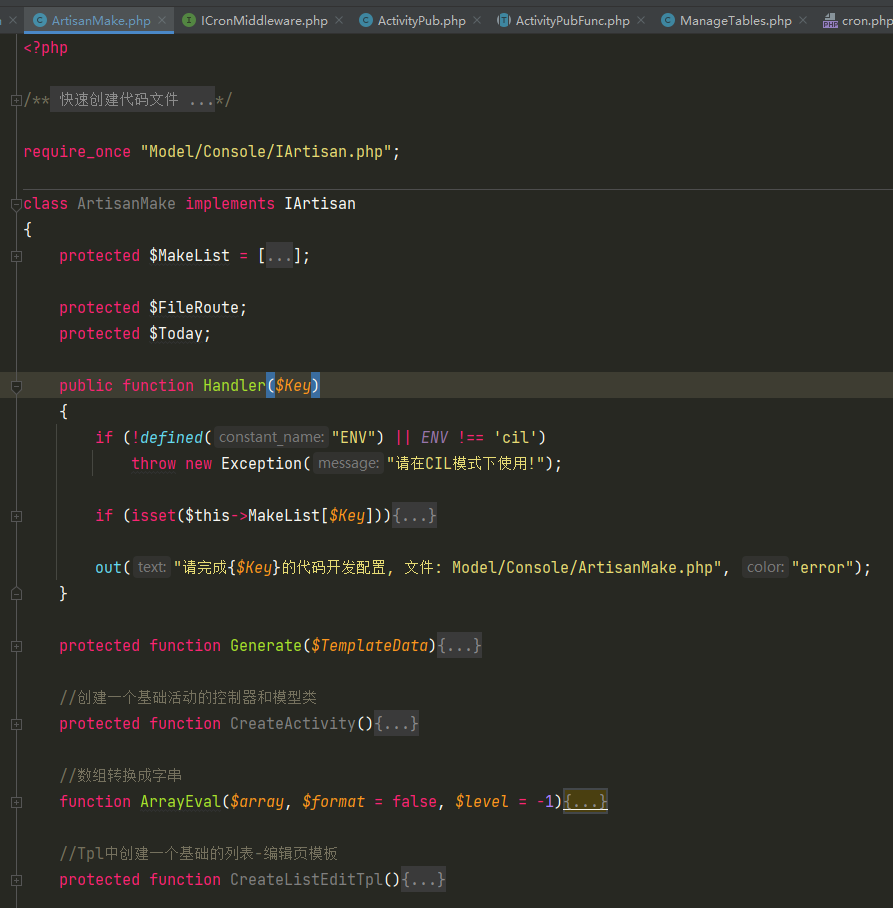 ArtisanMake.php ICronMiddleware.php ActivityPub.php ActivityPubFunc.php ManageTables.php cron.php
<?php
/** 快速创建代码文件 ...*/
require_once "Model/Console/IArtisan.php";
class ArtisanMake implements IArtisan
{
protected $MakeList = [...];
protected $FileRoute;
protected $Today;
public function Handler($Key)
{
if (!defined( constant_name: "ENV") || ENV !== 'cil')
throw new Exception( message: "请在CIL模式下使用!");
if (isset($this->MakeList[$Key])){...}
out( text: "请完成{$Key}的代码开发配置, 文件: Model/Console/ArtisanMake.php", color: "error");
}
protected function Generate($TemplateData){...}
//创建一个基础活动的控制器和模型类
protected function CreateActivity(){...}
//数组转换成字串
function ArrayEval($array, $format = false, $level = -1){...}
//Tpl中创建一个基础的列表-编辑页模板
protected function CreateListEditTpl(){...}